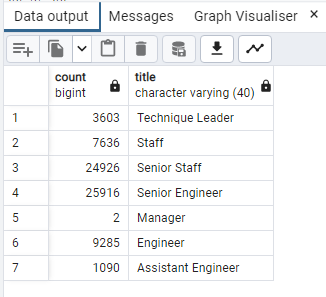 Data output Messages Graph Visualiser ×
count title
bigint character varying (40)
1 3603 Technique Leader
2 7636 Staff
3 24926 Senior Staff
4 25916 Senior Engineer
5 2 Manager
6 9285 Engineer
7 1090 Assistant Engineer